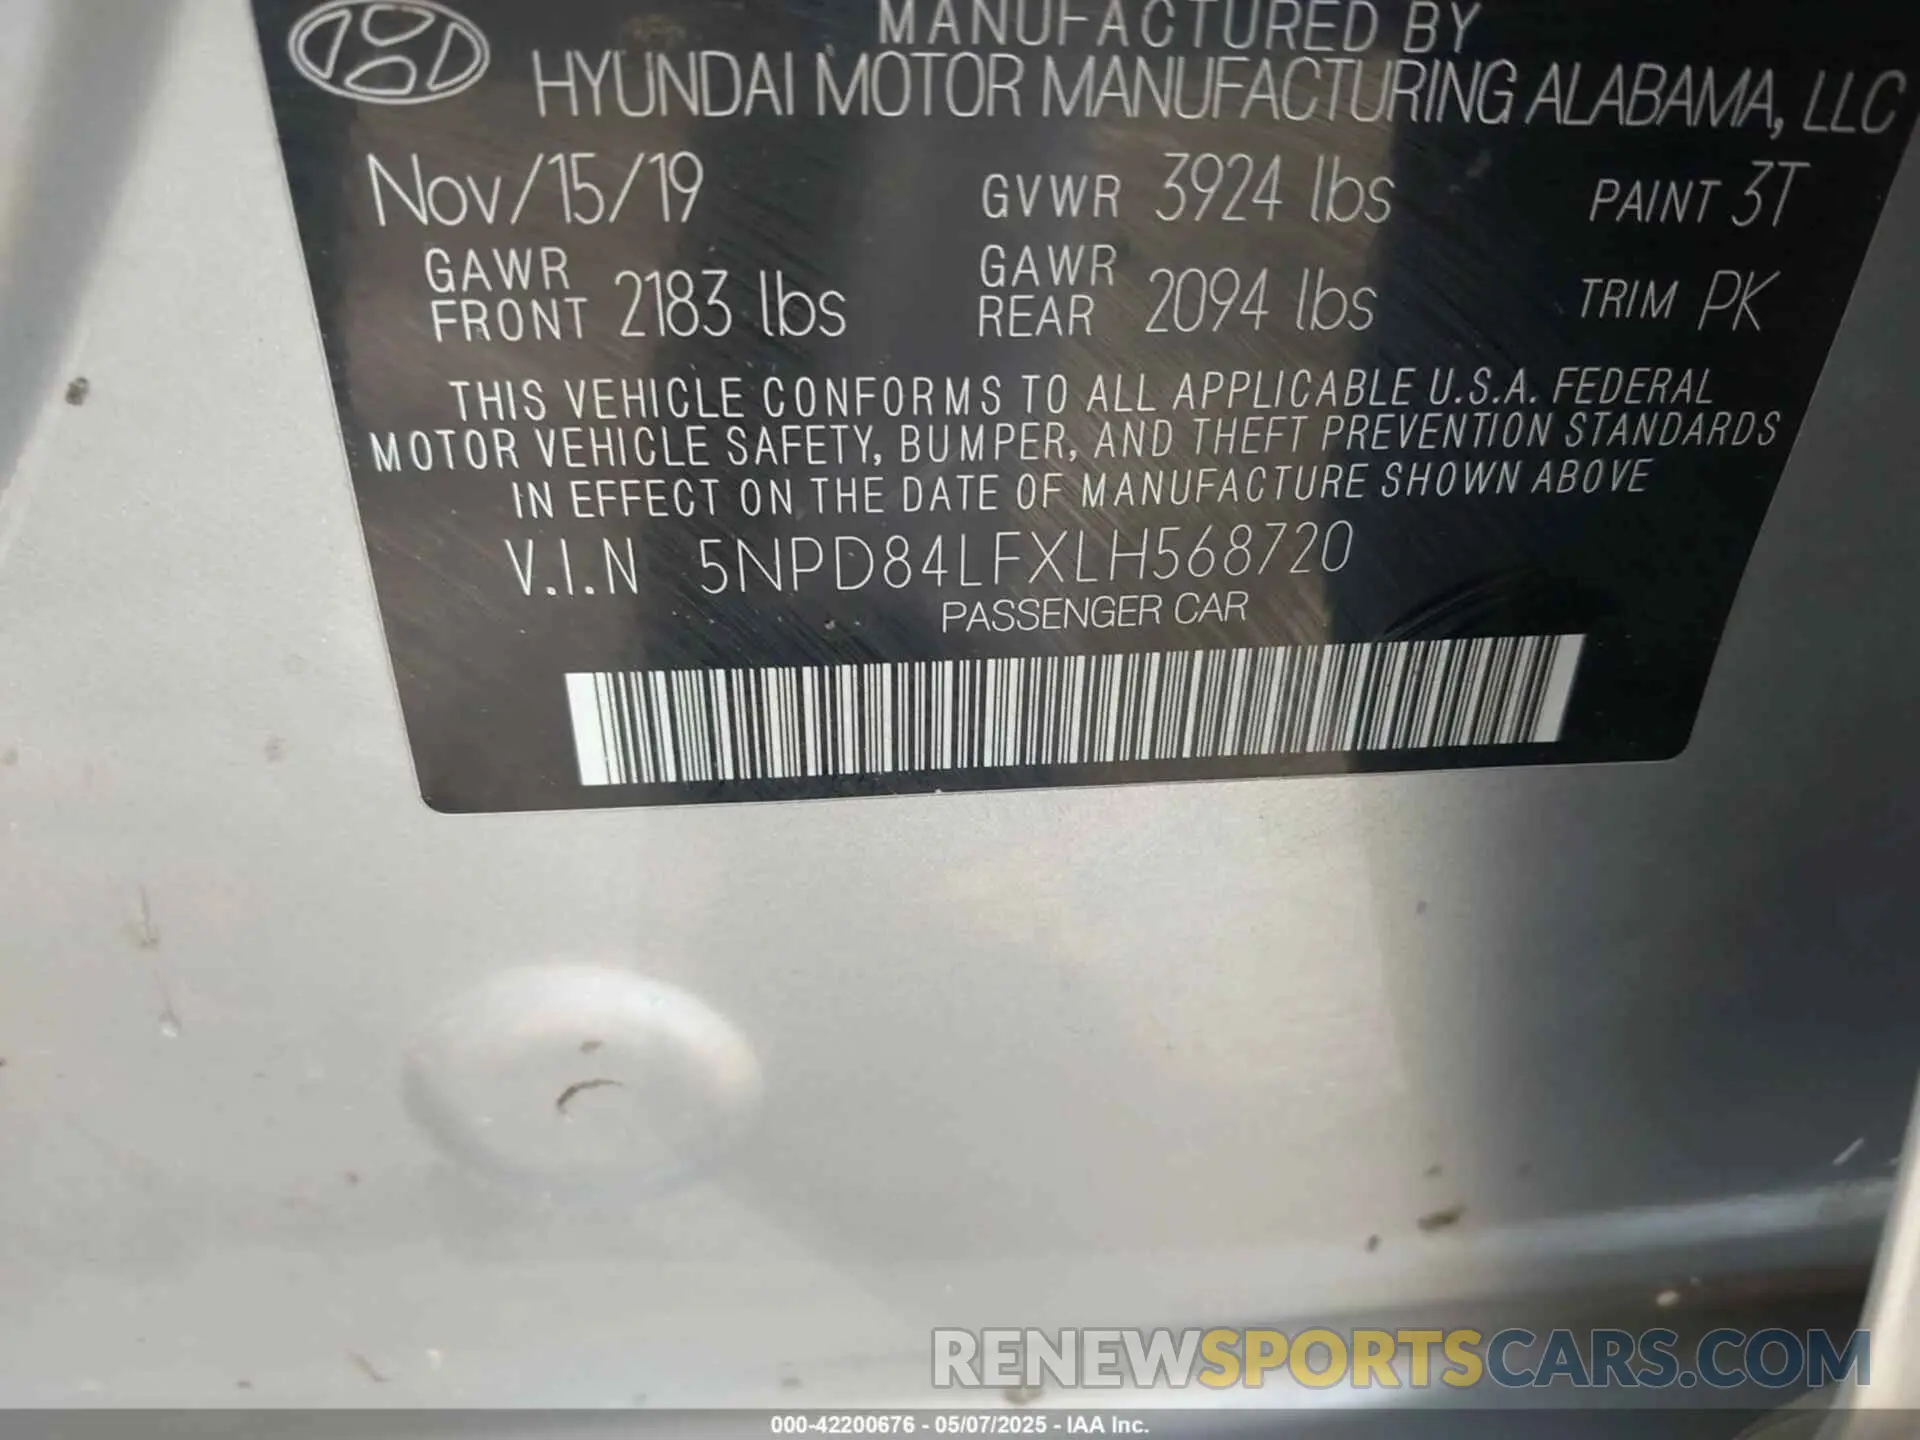 MANUFACTURED BY
HYUNDAI MOTOR MANUFACTURING ALABAMA, LLC
Nov/15/19 GVWR 3924 lbs PAINT 3T
GAWR FRONT 2183 lbs GAWR REAR 2094 lbs TRIM PK
THIS VEHICLE CONFORMS TO ALL APPLICABLE U.S.A. FEDERAL
MOTOR VEHICLE SAFETY, BUMPER, AND THEFT PREVENTION STANDARDS
IN EFFECT ON THE DATE OF MANUFACTURE SHOWN ABOVE
V.I.N 5NPD84LFXLH568720
PASSENGER CAR
RENEWSPORTSCARS.COM
000-42200676 - 05/07/2025 - IAA Inc.